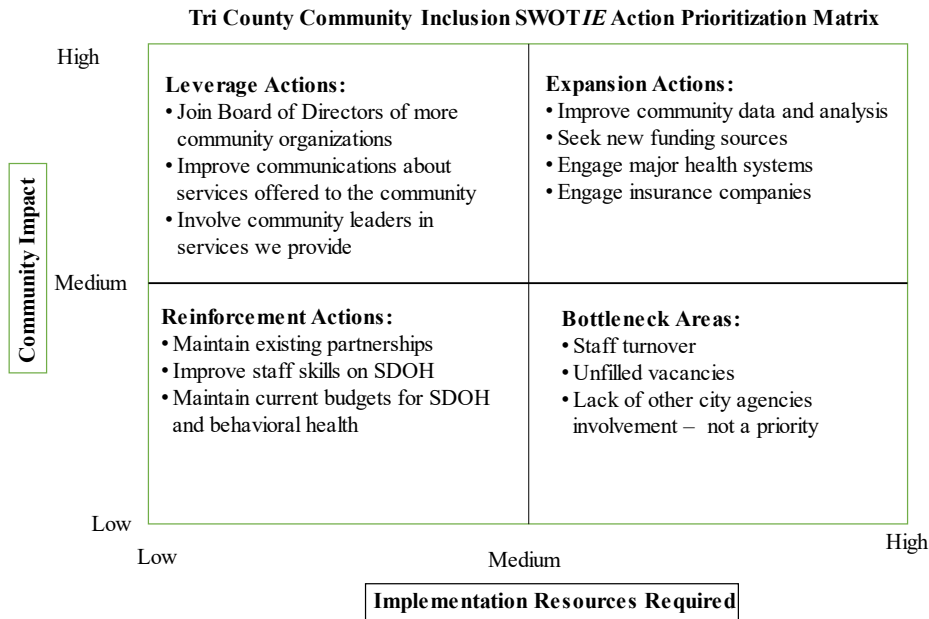 Tri County Community Inclusion SWOTIE Action Prioritization Matrix
High
Leverage Actions:
• Join Board of Directors of more
community organizations
• Improve communications about
services offered to the community
• Involve community leaders in
services we provide
Expansion Actions:
• Improve community data and analysis
• Seek new funding sources
• Engage major health systems
• Engage insurance companies
Community Impact
Medium
Reinforcement Actions:
• Maintain existing partnerships
• Improve staff skills on SDOH
• Maintain current budgets for SDOH
and behavioral health
Bottleneck Areas:
• Staff turnover
• Unfilled vacancies
• Lack of other city agencies
involvement – not a priority
Low
Low
Medium
High
Implementation Resources Required